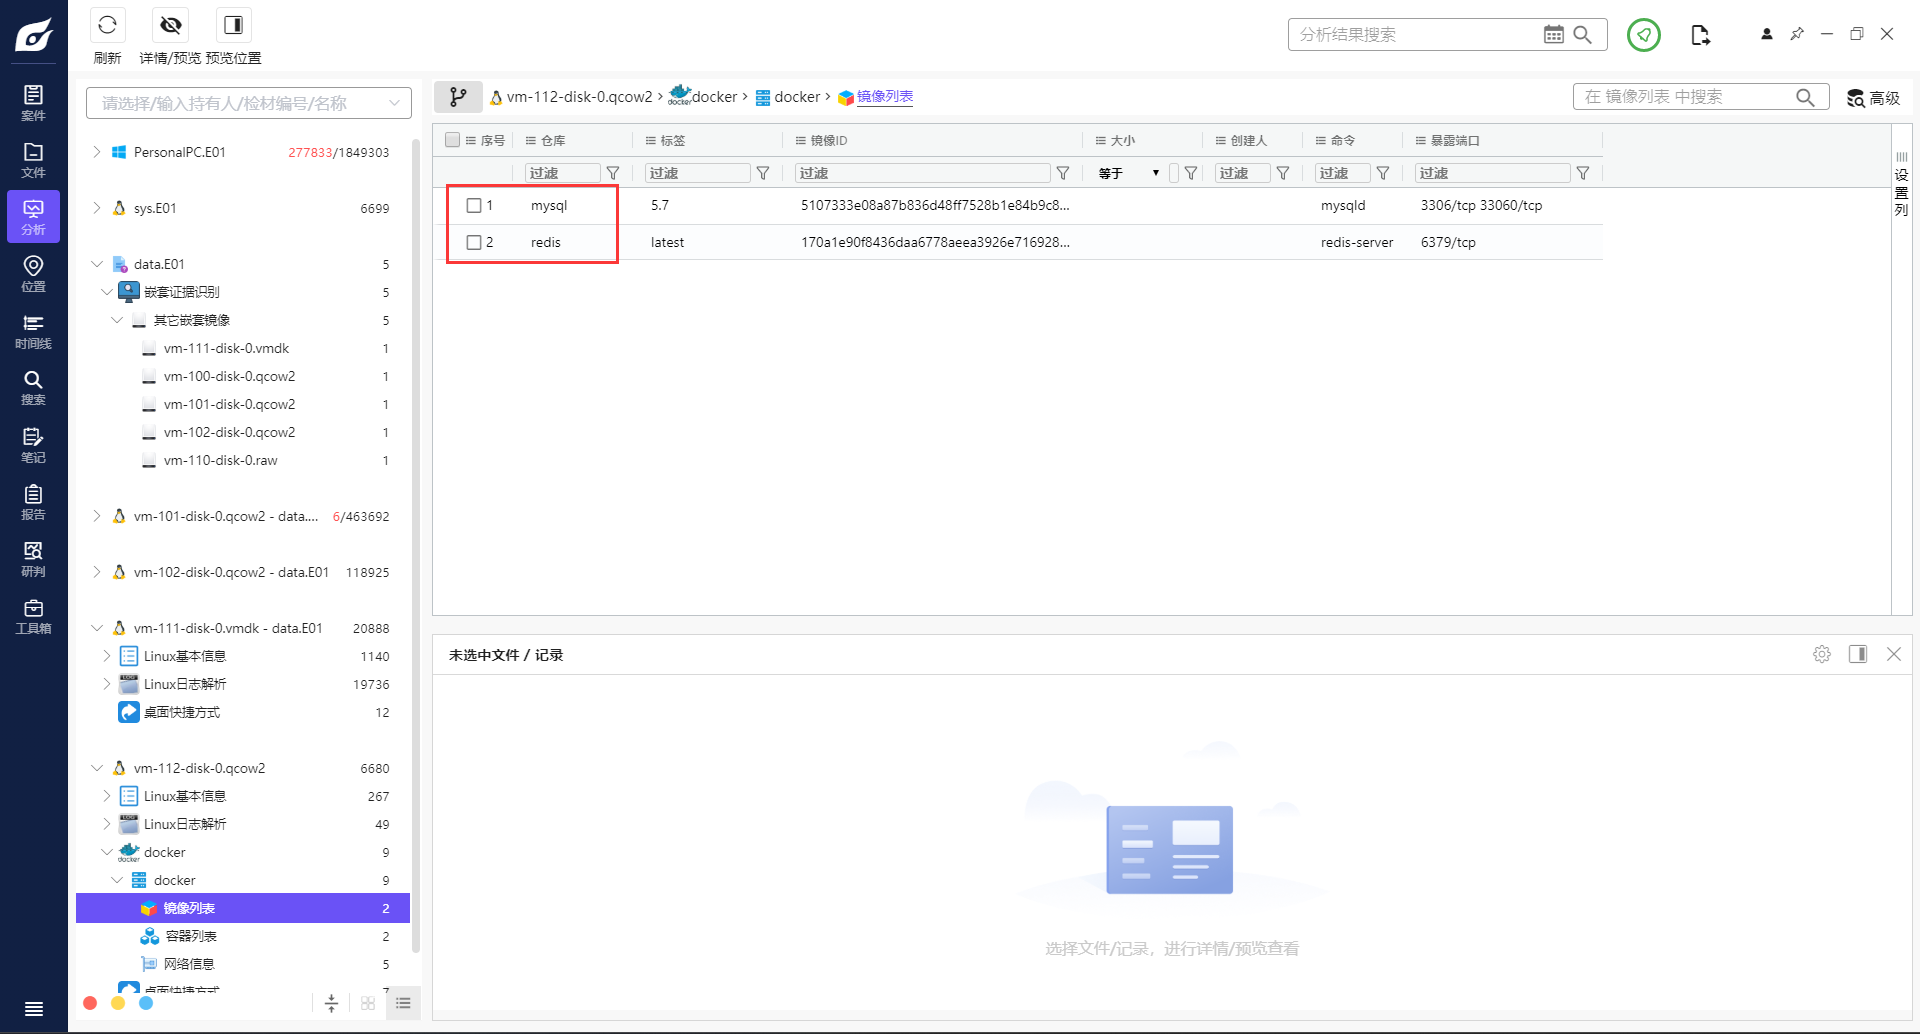 刷新
详情/预览
预览位置
分析结果搜索
案件
文件
分析
位置
时间线
搜索
笔记
报告
研判
工具箱
请选择/输入持有人/检材编号/名称
PersonalPC.E01 277833/1849303
sys.E01 6699
data.E01 5
嵌套证据识别 5
其它嵌套镜像 5
vm-111-disk-0.vmdk 1
vm-100-disk-0.qcow2 1
vm-101-disk-0.qcow2 1
vm-102-disk-0.qcow2 1
vm-110-disk-0.raw 1
vm-101-disk-0.qcow2 - data.... 6/463692
vm-102-disk-0.qcow2 - data.E01 118925
vm-111-disk-0.vmdk - data.E01 20888
Linux基本信息 1140
Linux日志解析 19736
桌面快捷方式 12
vm-112-disk-0.qcow2 6680
Linux基本信息 267
Linux日志解析 49
docker 9
docker 9
镜像列表 2
容器列表 2
网络信息 5
桌面快捷方式 7
vm-112-disk-0.qcow2 > docker > docker > 镜像列表
在 镜像列表 中搜索
高级
序号 仓库 标签 镜像ID 大小 创建人 命令 暴露端口
过滤 过滤 过滤 等于 过滤 过滤 过滤
1 mysql 5.7 5107333e08a87b836d48ff7528b1e84b9c8... mysqld 3306/tcp 33060/tcp
2 redis latest 170a1e90f8436daa6778aeea3926e716928... redis-server 6379/tcp
设置列
未选中文件 / 记录
选择文件/记录，进行详情/预览查看